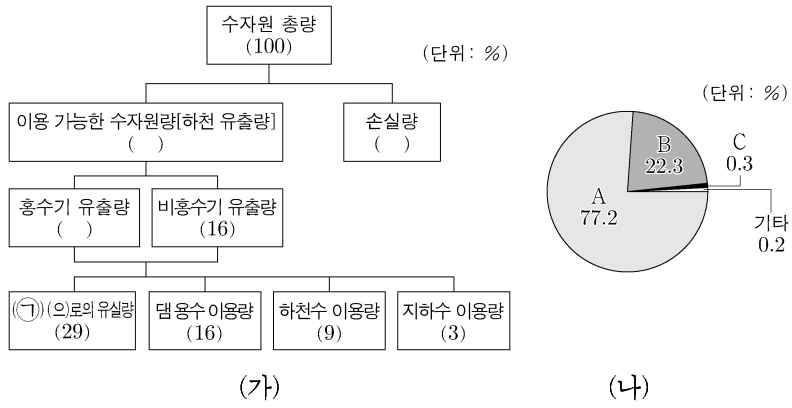 수자원 총량
(100)
(단위: %)
이용 가능한 수자원량[하천 유출량]
( )
손실량
( )
홍수기 유출량
( )
비홍수기 유출량
(16)
(㉠) (으)로의 유실량
(29)
댐 용수 이용량
(16)
하천수 이용량
(9)
지하수 이용량
(3)
(가)
(단위: %)
A
77.2
B
22.3
C
0.3
기타
0.2
(나)